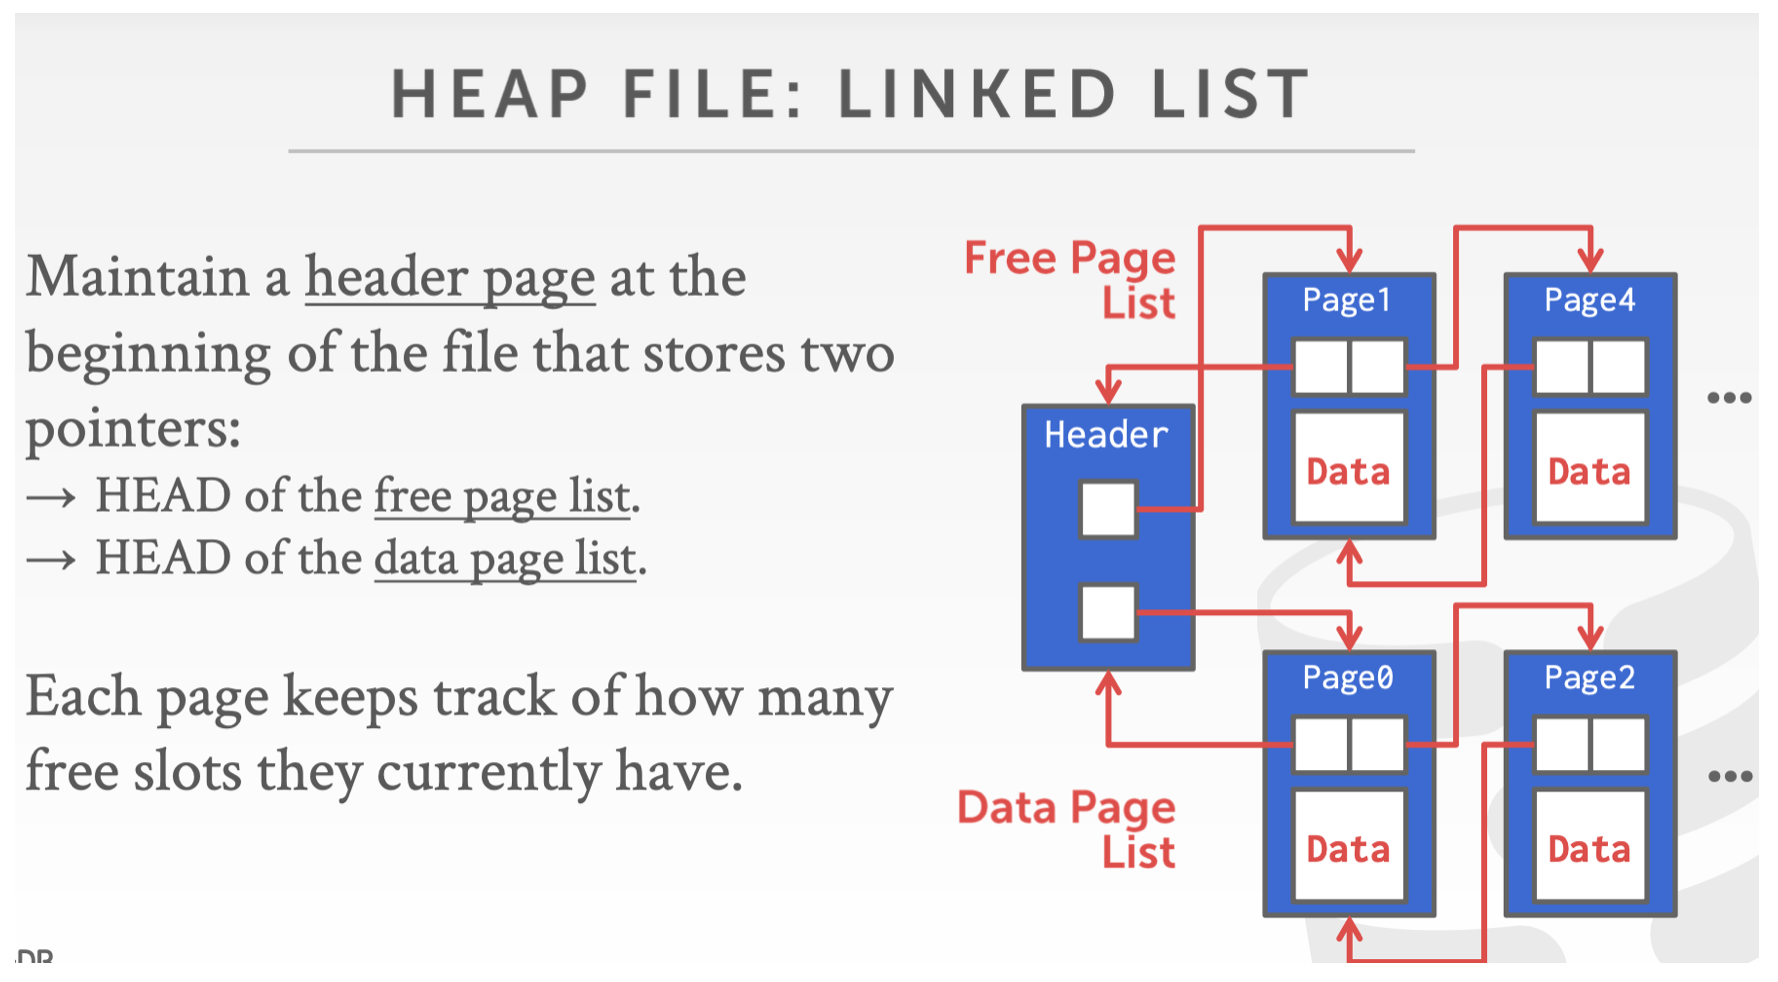 HEAP FILE: LINKED LIST
Maintain a header page at the
beginning of the file that stores two
pointers:
→ HEAD of the free page list.
→ HEAD of the data page list.
Each page keeps track of how many
free slots they currently have.
Free Page
List
Header
Page1
Data
Page4
Data
...
Data Page
List
Page0
Data
Page2
Data
...